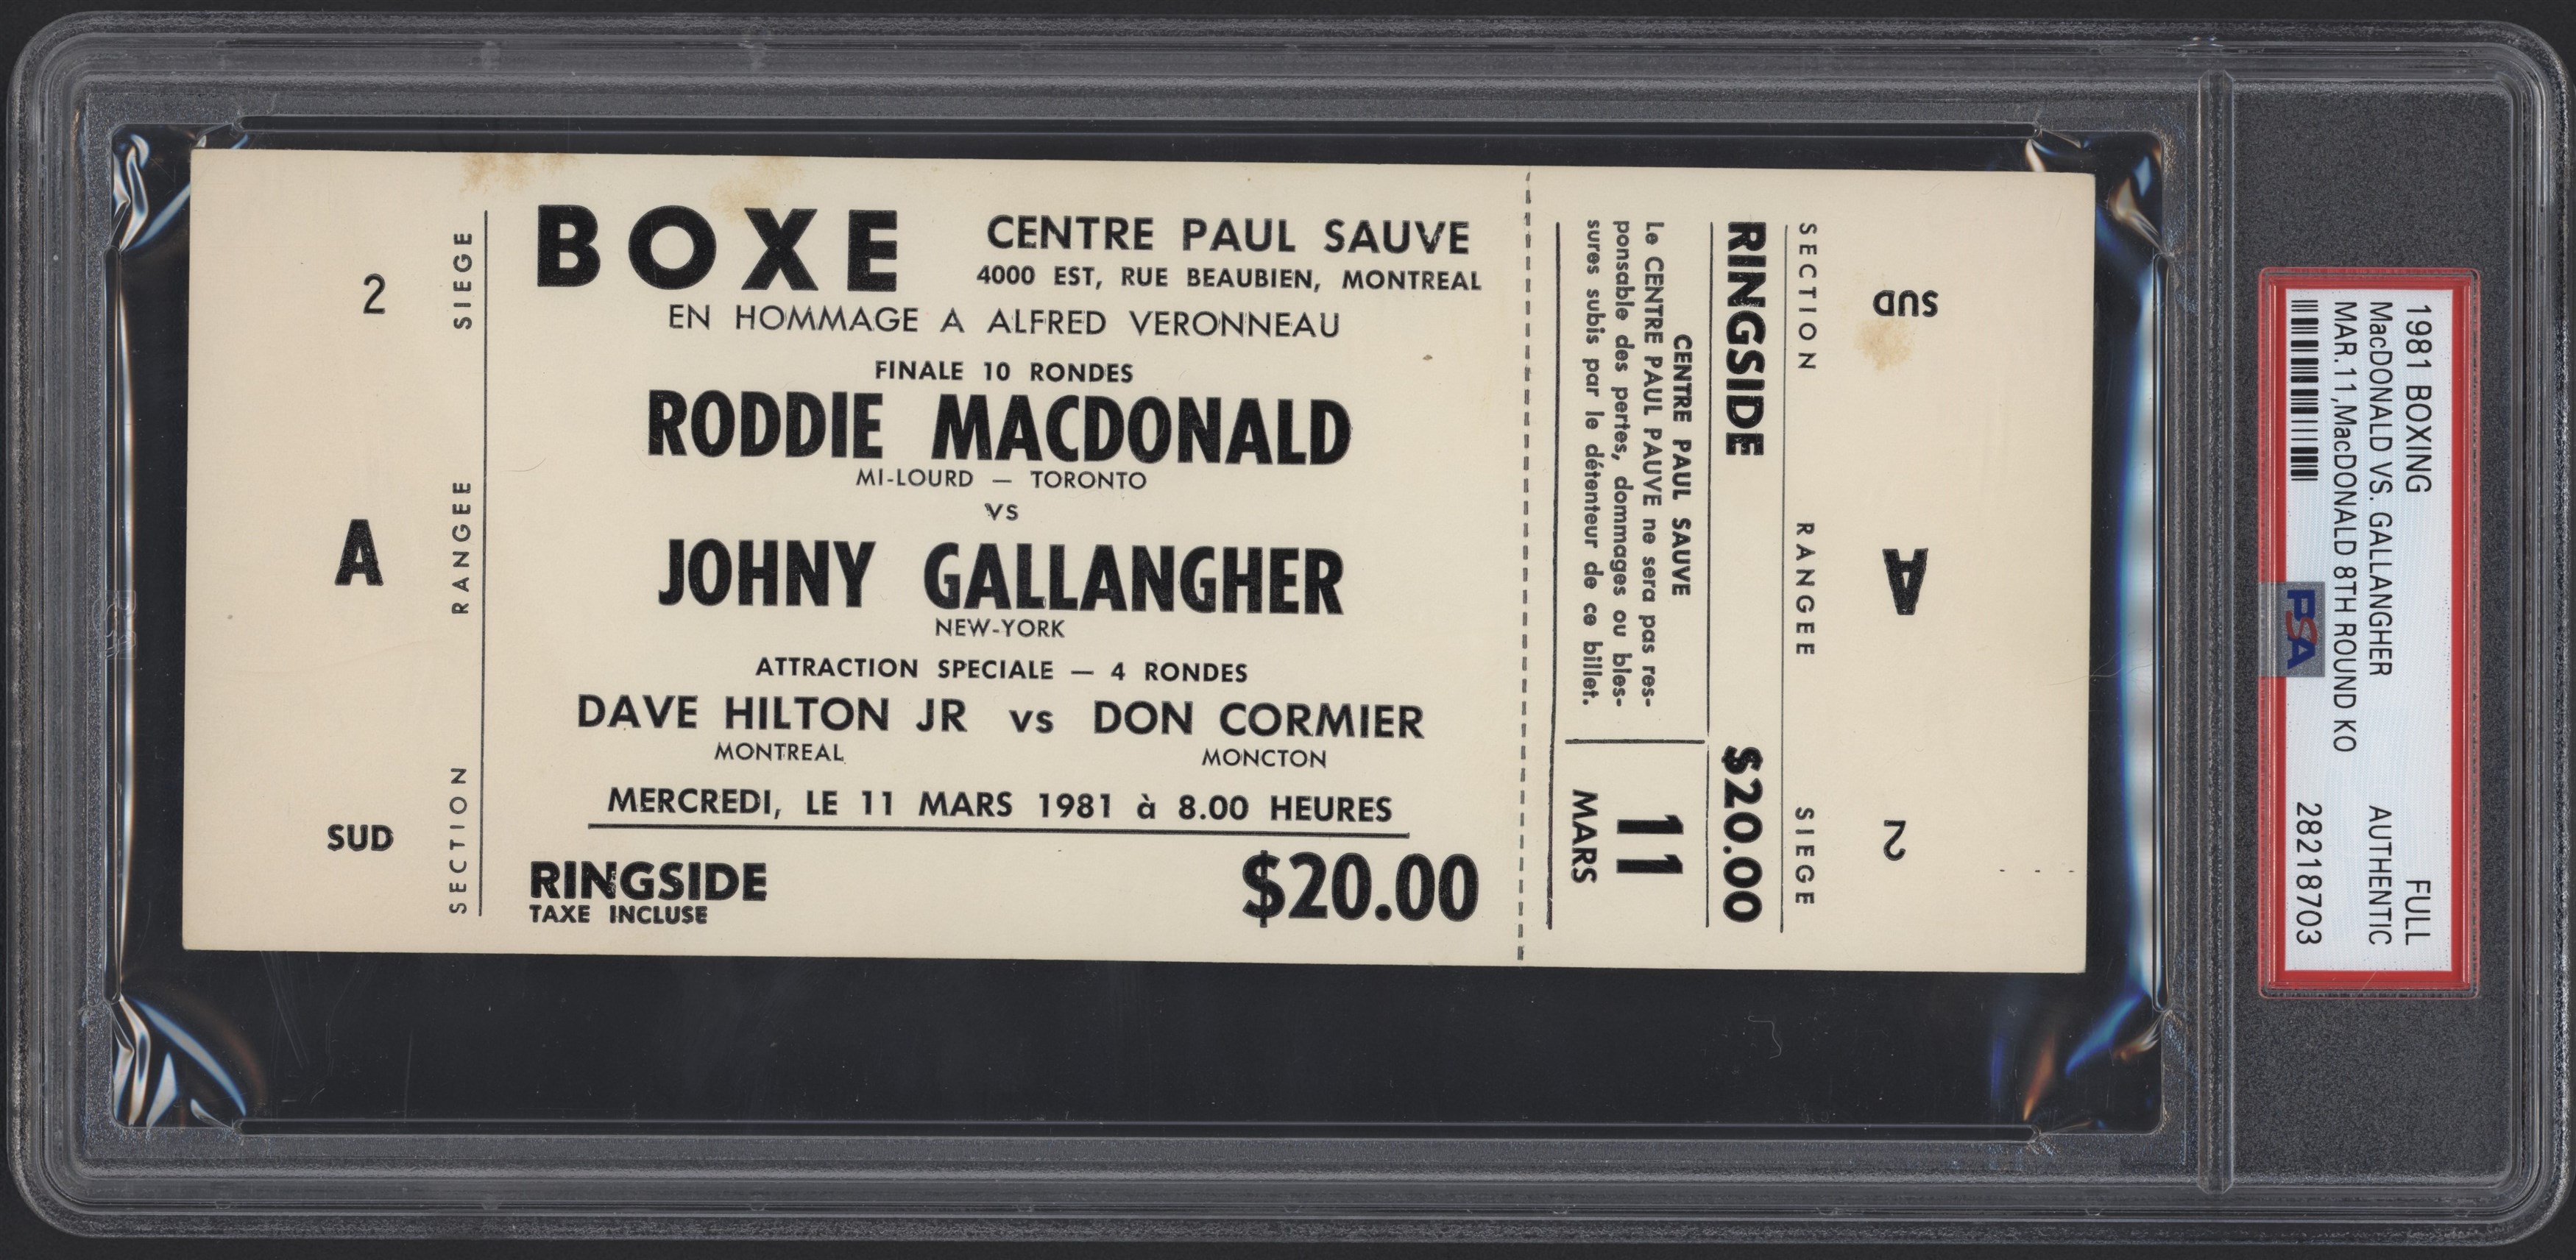 2
SIEGE
A
RANGEE
SUD
SECTION
BOXE
CENTRE PAUL SAUVE
4000 EST, RUE BEAUBIEN, MONTREAL
EN HOMMAGE A ALFRED VERONNEAU
FINALE 10 RONDES
RODDIE MACDONALD
MI-LOURD — TORONTO
VS
JOHNY GALLANGHER
NEW-YORK
ATTRACTION SPECIALE — 4 RONDES
DAVE HILTON JR vs DON CORMIER
MONTREAL MONCTON
MERCREDI, LE 11 MARS 1981 à 8.00 HEURES
RINGSIDE
TAXE INCLUSE
$20.00
SECTION RANGEE SIEGE
SUD A 2
RINGSIDE $20.00
CENTRE PAUL SAUVE
Le CENTRE PAUL PAUVE ne sera pas res-
ponsable des pertes, dommages ou bles-
sures subis par le détenteur de ce billet.
11
MARS
1981 BOXING FULL
MacDONALD VS. GALLANGHER AUTHENTIC
MAR.11,MacDONALD 8TH ROUND KO
28218703
PSA